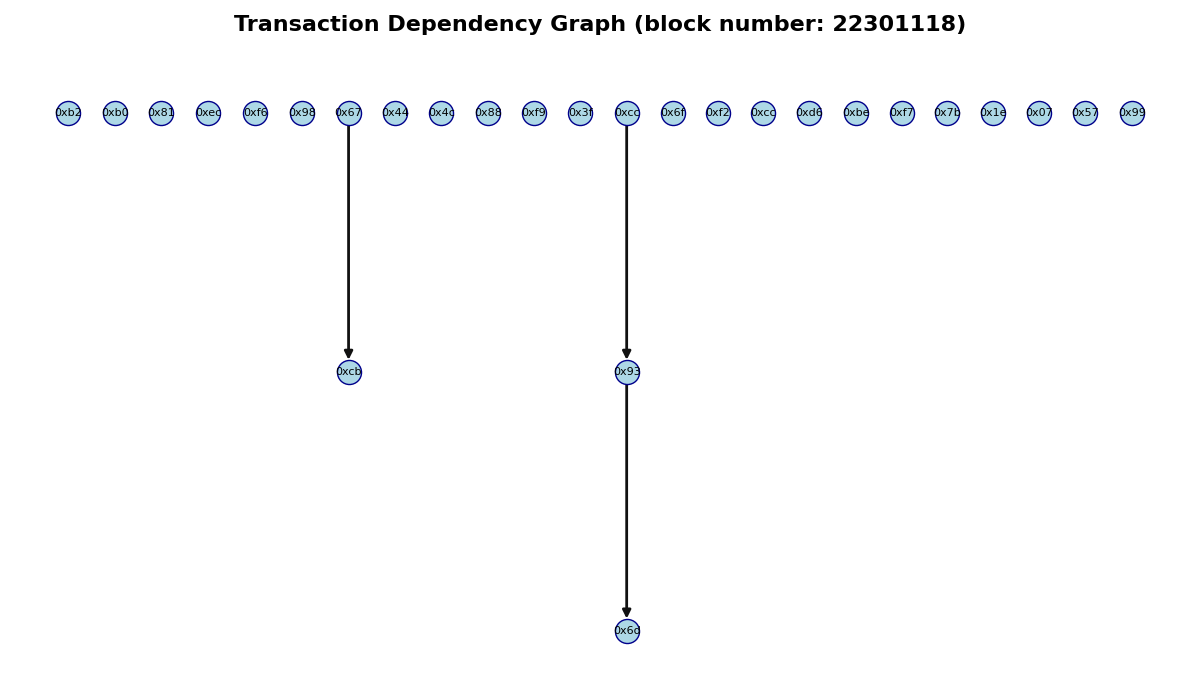 Transaction Dependency Graph (block number: 22301118)
0xb2 0xb0 0x81 0xec 0xf6 0x98 0x67 0x44 0x4c 0x88 0xf9 0x3f 0xcc 0x6f 0xf2 0xcc 0xd6 0xbe 0xf7 0x7b 0x1e 0x07 0x57 0x99
0xcb 0x93
0x6d